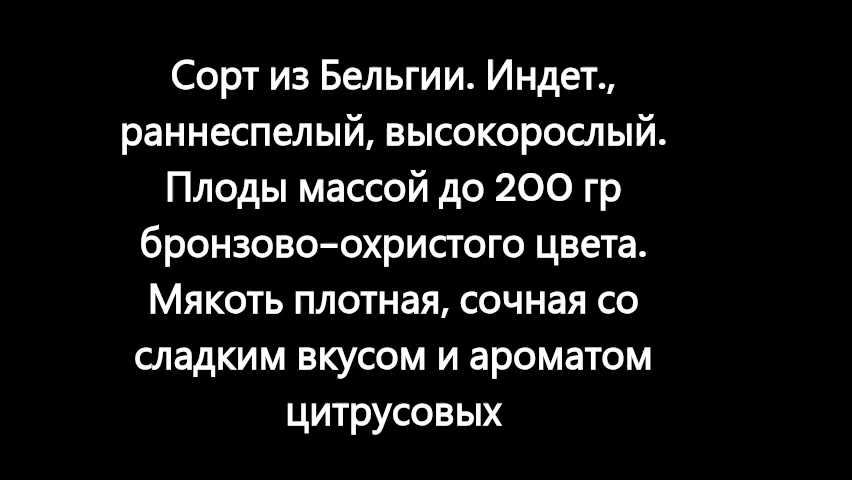 Сорт из Бельгии. Индет.,
раннеспелый, высокорослый.
Плоды массой до 200 гр
бронзово-охристого цвета.
Мякоть плотная, сочная со
сладким вкусом и ароматом
цитрусовых